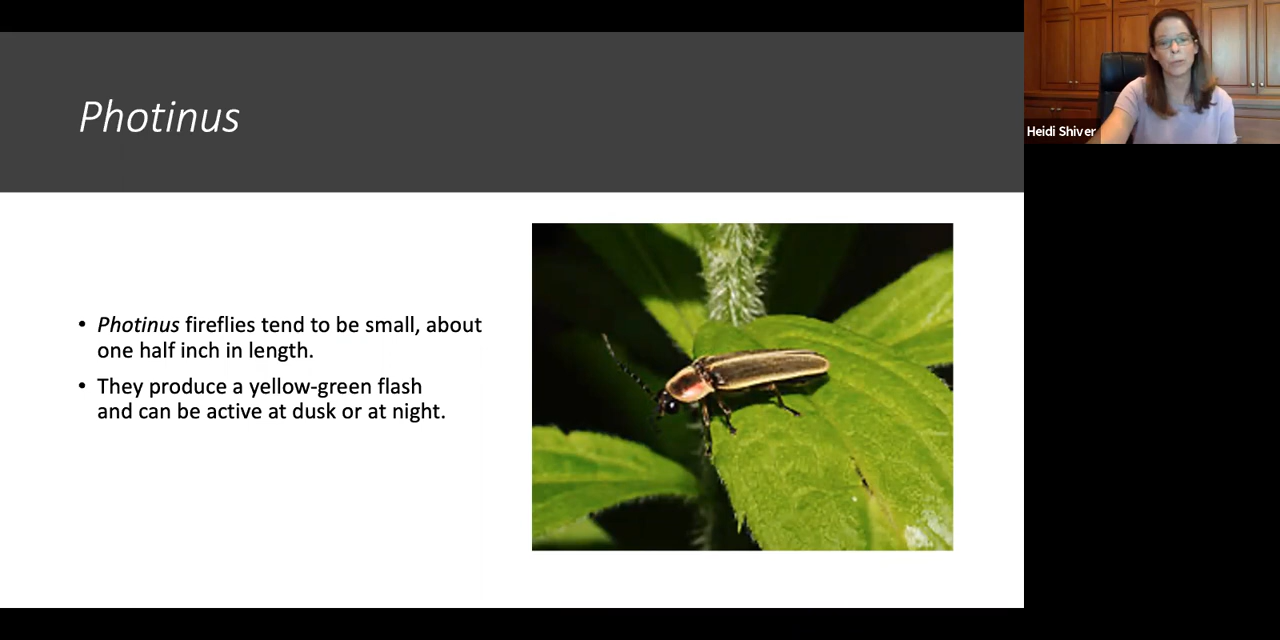 Photinus
Heidi Shiver
• Photinus fireflies tend to be small, about
one half inch in length.
• They produce a yellow-green flash
and can be active at dusk or at night.